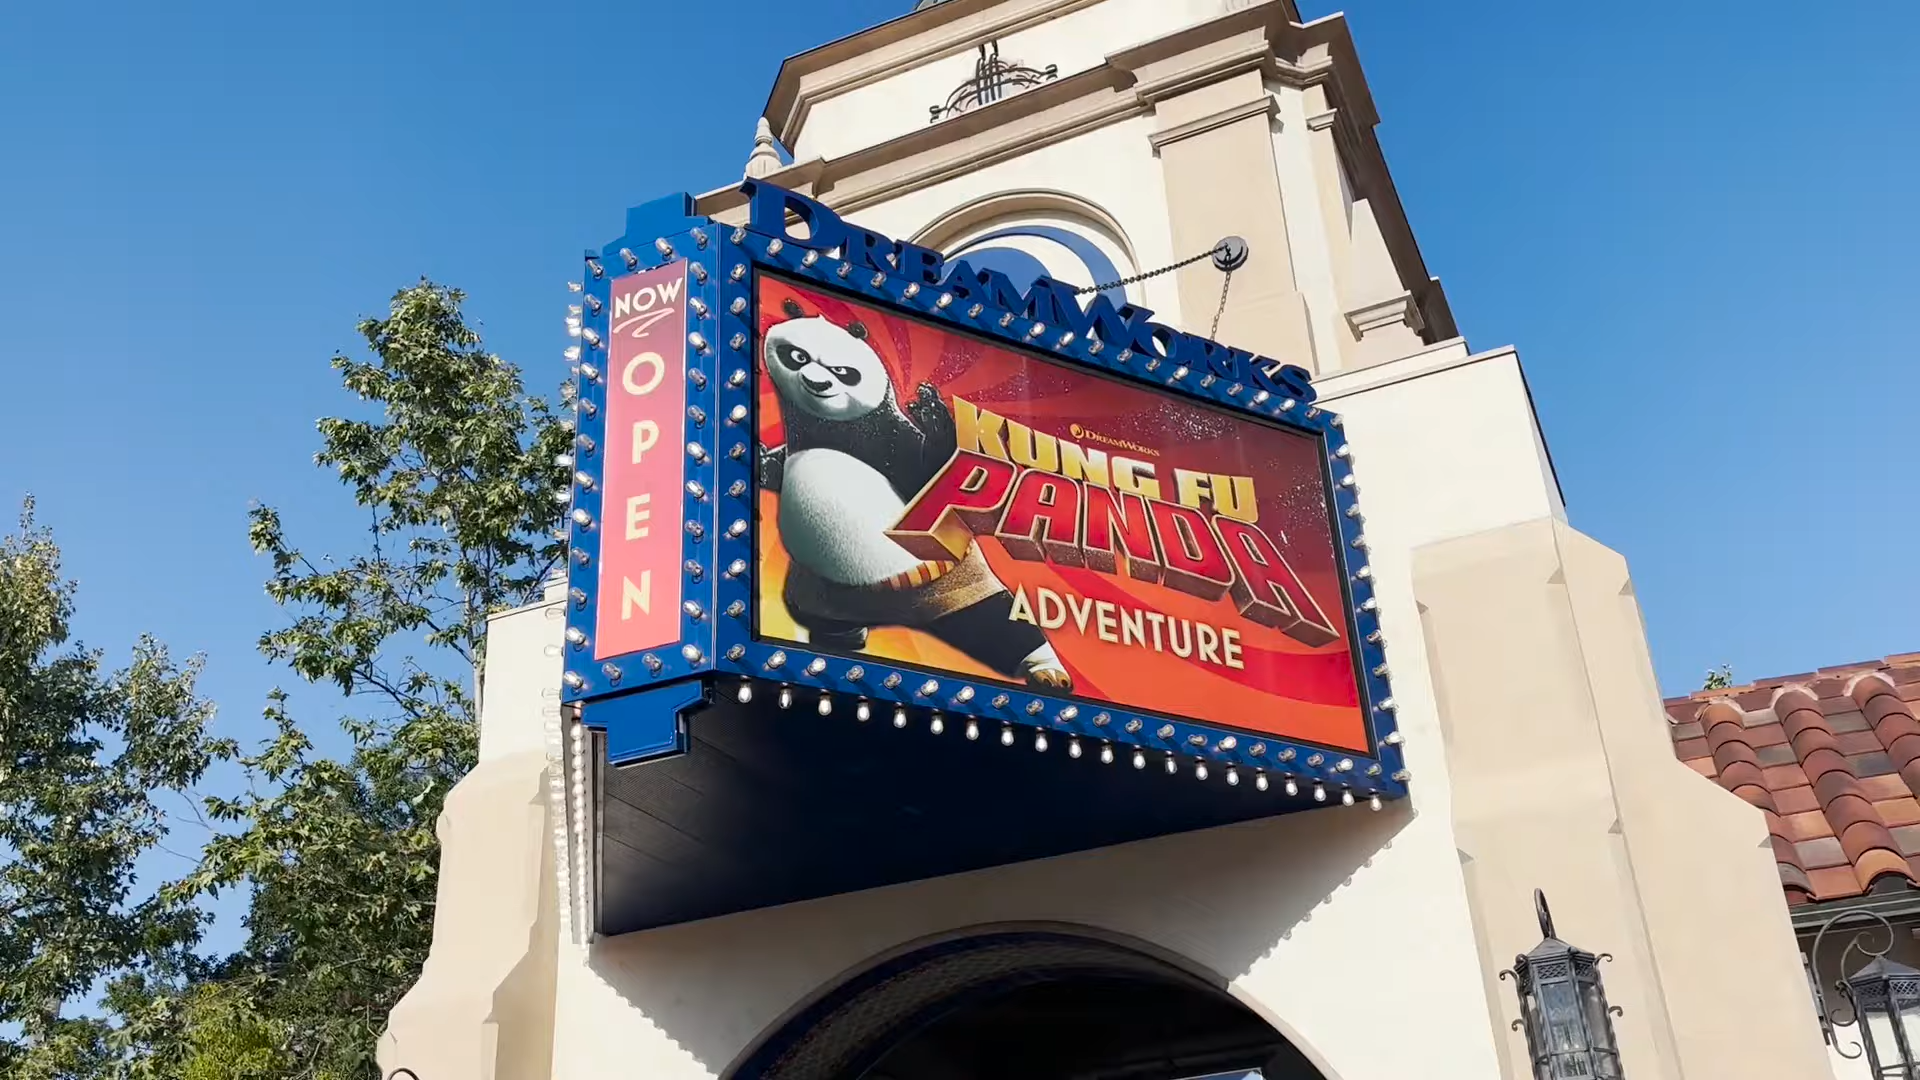 DREAMWORKS
NOW
OPEN
DREAMWORKS
KUNG FU
PANDA
ADVENTURE